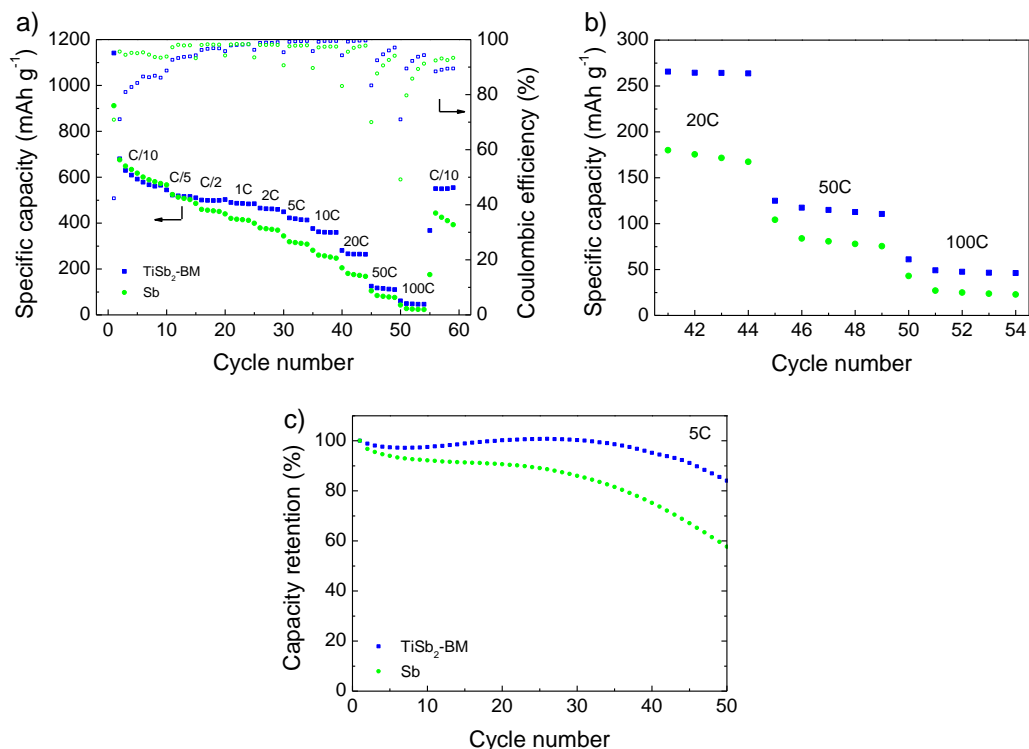 a)
1200
1000
800
600
400
200
0
Specific capacity (mAh g⁻¹)
C/10
C/5
C/2
1C
2C
5C
10C
20C
50C
100C
C/10
TiSb₂-BM
Sb
0 10 20 30 40 50 60
Cycle number
100
80
60
40
20
0
Coulombic efficiency (%)
b)
300
250
200
150
100
50
0
Specific capacity (mAh g⁻¹)
20C
50C
100C
42 44 46 48 50 52 54
Cycle number
c)
100
80
60
40
20
0
Capacity retention (%)
5C
TiSb₂-BM
Sb
0 10 20 30 40 50
Cycle number